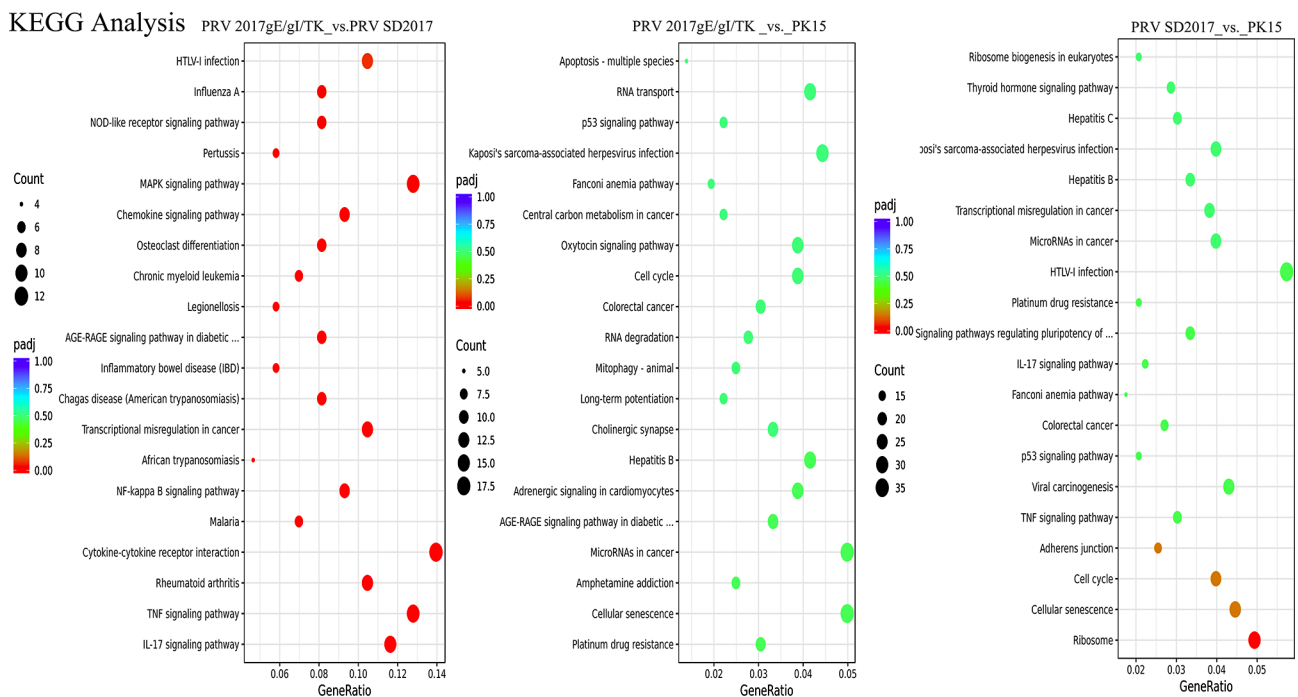 KEGG Analysis
PRV 2017gE/gI/TK_vs.PRV SD2017
HTLV-I infection
Influenza A
NOD-like receptor signaling pathway
Pertussis
MAPK signaling pathway
Chemokine signaling pathway
Osteoclast differentiation
Chronic myeloid leukemia
Legionellosis
AGE-RAGE signaling pathway in diabetic ...
Inflammatory bowel disease (IBD)
Chagas disease (American trypanosomiasis)
Transcriptional misregulation in cancer
African trypanosomiasis
NF-kappa B signaling pathway
Malaria
Cytokine-cytokine receptor interaction
Rheumatoid arthritis
TNF signaling pathway
IL-17 signaling pathway
0.06 0.08 0.10 0.12 0.14
GeneRatio
Count
4
6
8
10
12
padj
1.00
0.75
0.50
0.25
0.00
PRV 2017gE/gI/TK _vs._PK15
Apoptosis - multiple species
RNA transport
p53 signaling pathway
Kaposi's sarcoma-associated herpesvirus infection
Fanconi anemia pathway
Central carbon metabolism in cancer
Oxytocin signaling pathway
Cell cycle
Colorectal cancer
RNA degradation
Mitophagy - animal
Long-term potentiation
Cholinergic synapse
Hepatitis B
Adrenergic signaling in cardiomyocytes
AGE-RAGE signaling pathway in diabetic ...
MicroRNAs in cancer
Amphetamine addiction
Cellular senescence
Platinum drug resistance
0.02 0.03 0.04 0.05
GeneRatio
padj
1.00
0.75
0.50
0.25
0.00
Count
5.0
7.5
10.0
12.5
15.0
17.5
PRV SD2017_vs._PK15
Ribosome biogenesis in eukaryotes
Thyroid hormone signaling pathway
Hepatitis C
osi's sarcoma-associated herpesvirus infection
Hepatitis B
Transcriptional misregulation in cancer
MicroRNAs in cancer
HTLV-I infection
Platinum drug resistance
Signaling pathways regulating pluripotency of ...
IL-17 signaling pathway
Fanconi anemia pathway
Colorectal cancer
p53 signaling pathway
Viral carcinogenesis
TNF signaling pathway
Adherens junction
Cell cycle
Cellular senescence
Ribosome
0.02 0.03 0.04 0.05
GeneRatio
padj
1.00
0.75
0.50
0.25
0.00
Count
15
20
25
30
35